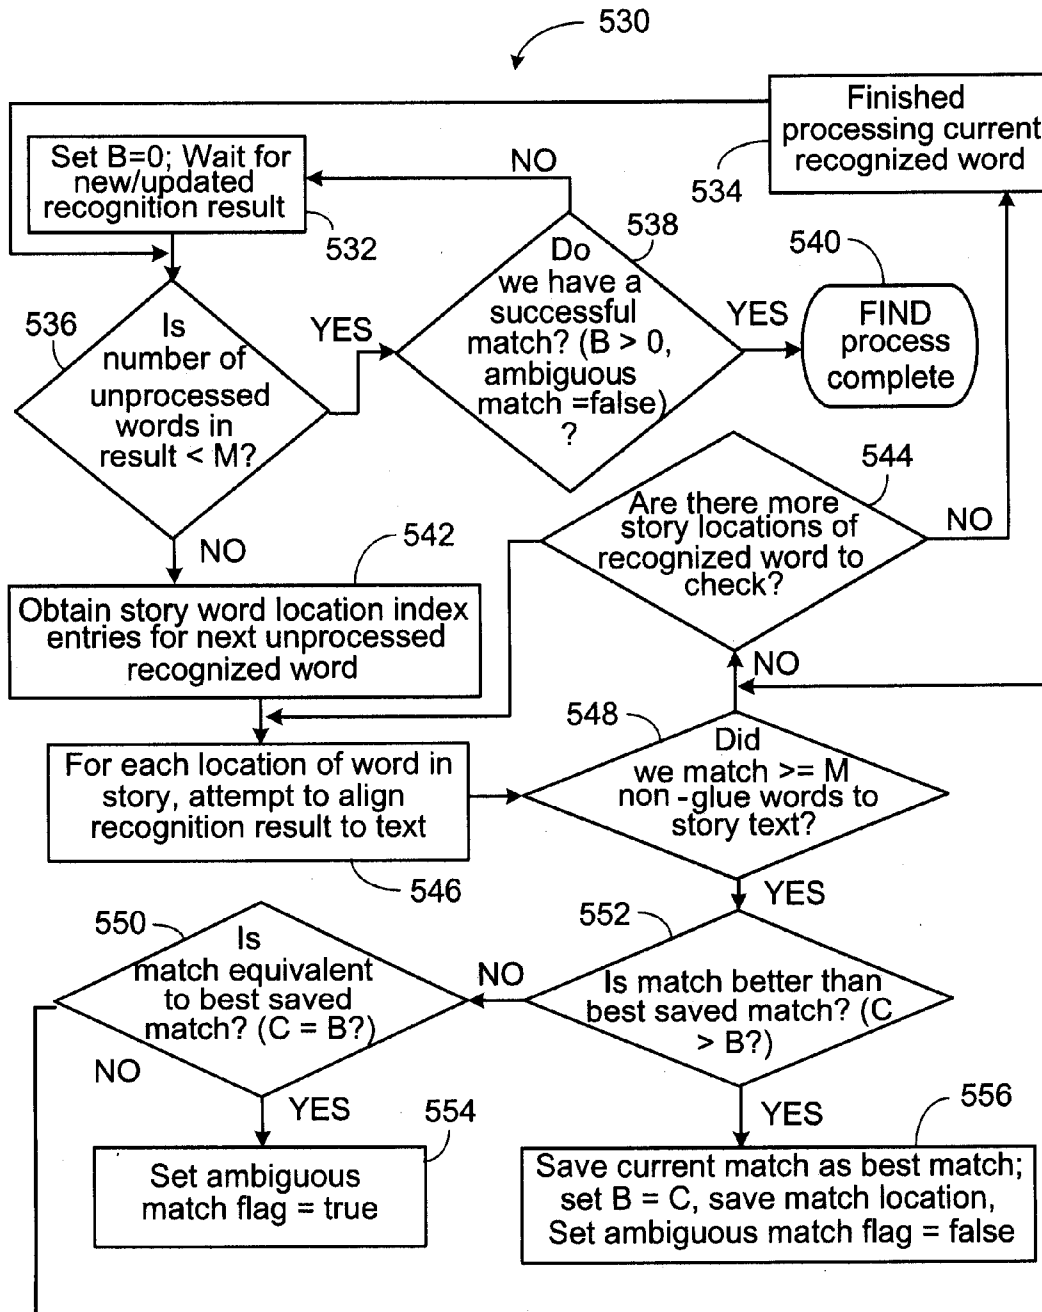 530
Finished
processing current
recognized word
534
Set B=0; Wait for
new/updated
recognition result
532
NO
538
Do
we have a
successful
match? (B > 0,
ambiguous
match =false)
?
YES
540
FIND
process
complete
536
Is
number of
unprocessed
words in
result < M?
YES
NO
544
Are there more
story locations of
recognized word to
check?
NO
542
Obtain story word location index
entries for next unprocessed
recognized word
NO
548
Did
we match >= M
non -glue words to
story text?
For each location of word in
story, attempt to align
recognition result to text
546
YES
550
Is
match equivalent
to best saved
match? (C = B?)
NO
552
Is match better than
best saved match? (C
> B?)
NO
YES
554
YES
556
Set ambiguous
match flag = true
Save current match as best match;
set B = C, save match location,
Set ambiguous match flag = false